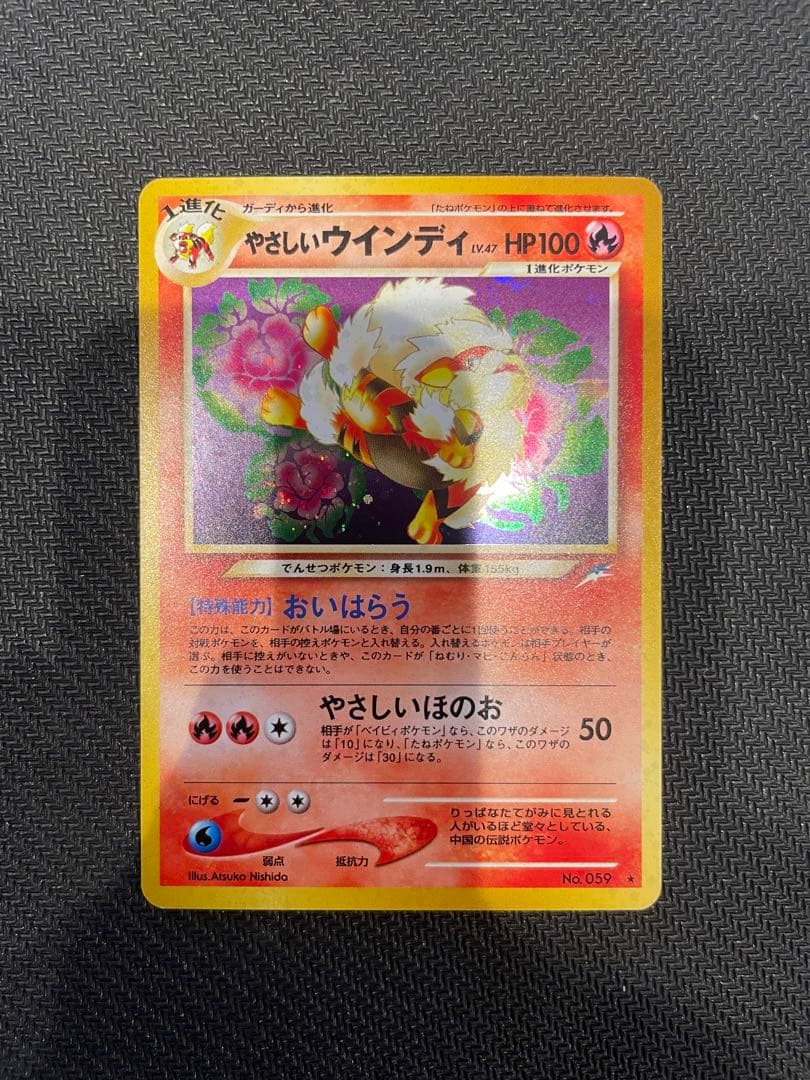 1進化
ガーディから進化
「たねポケモン」の上に重ねて進化させます。
やさしいウインディ LV.47 HP100
1進化ポケモン
でんせつポケモン:身長1.9m、体重155kg
【特殊能力】おいはらう
この力は、このカードがバトル場にいるとき、自分の番ごとに1回使うことができる。相手の
対戦ポケモンを、相手の控えポケモンと入れ替える。入れ替えるポケモンは相手プレイヤーが
選ぶ。相手に控えがいないときや、このカードが「ねむり・マヒ・こんらん」状態のとき、
この力を使うことはできない。
やさしいほのお
相手が「ベイビィポケモン」なら、このワザのダメージ
は「10」になり、「たねポケモン」なら、このワザの
ダメージは「30」になる。
50
にげる
弱点 抵抗力
りっぱなたてがみに見とれる
人がいるほど堂々としている、
中国の伝説ポケモン。
Illus.Atsuko Nishida
No.059 ★